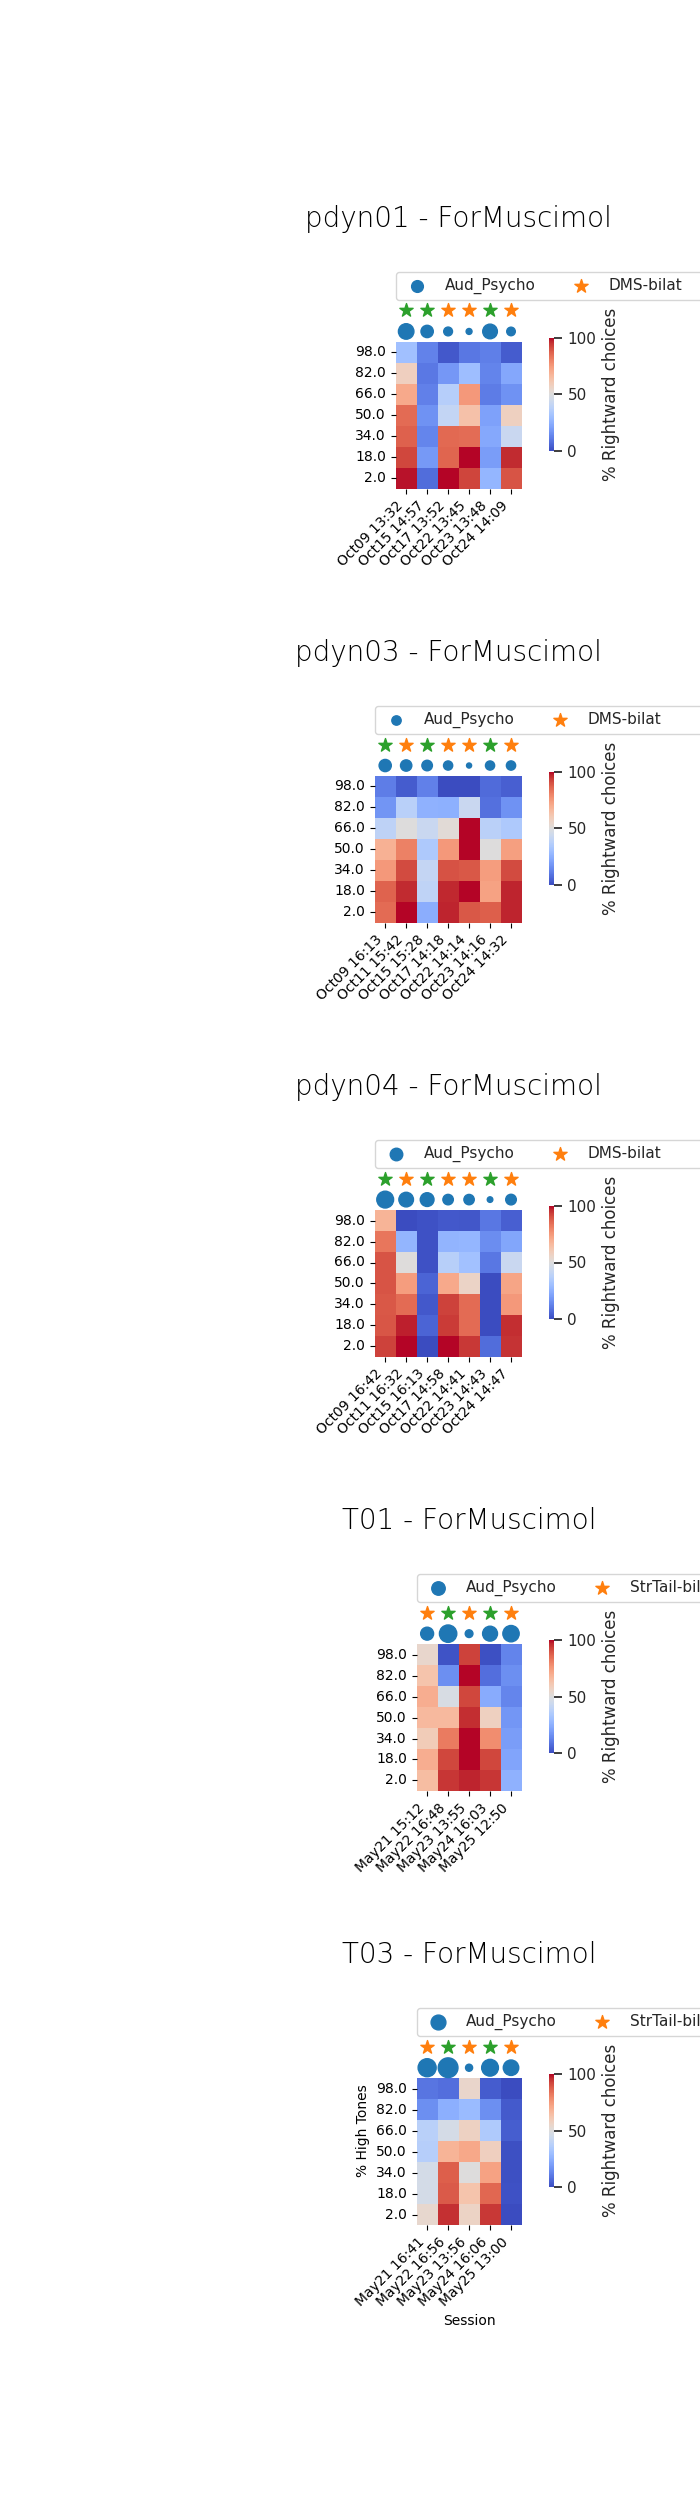 pdyn01 - ForMuscimol
Aud_Psycho DMS-bilat
98.0
82.0
66.0
50.0
34.0
18.0
2.0
100
50
0
% Rightward choices
Oct09 13:32
Oct15 14:57
Oct17 13:52
Oct22 13:45
Oct23 13:48
Oct24 14:09
pdyn03 - ForMuscimol
Aud_Psycho DMS-bilat
98.0
82.0
66.0
50.0
34.0
18.0
2.0
100
50
0
% Rightward choices
Oct09 16:13
Oct11 15:42
Oct15 15:28
Oct17 14:18
Oct22 14:14
Oct23 14:16
Oct24 14:32
pdyn04 - ForMuscimol
Aud_Psycho DMS-bilat
98.0
82.0
66.0
50.0
34.0
18.0
2.0
100
50
0
% Rightward choices
Oct09 16:42
Oct11 16:32
Oct15 16:13
Oct17 14:58
Oct22 14:41
Oct23 14:43
Oct24 14:47
T01 - ForMuscimol
Aud_Psycho StrTail-bil
98.0
82.0
66.0
50.0
34.0
18.0
2.0
100
50
0
% Rightward choices
May21 15:12
May22 16:48
May23 13:55
May24 16:03
May25 12:50
T03 - ForMuscimol
Aud_Psycho StrTail-bil
% High Tones
98.0
82.0
66.0
50.0
34.0
18.0
2.0
100
50
0
% Rightward choices
May21 16:41
May22 16:56
May23 13:56
May24 16:06
May25 13:00
Session